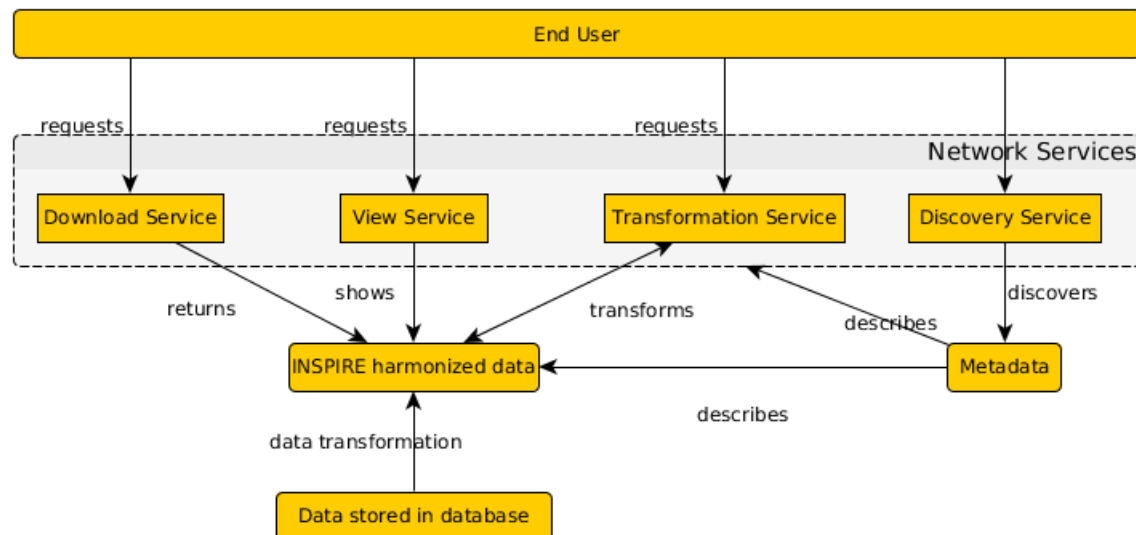 End User
requests
requests
requests
Network Services
Download Service
View Service
Transformation Service
Discovery Service
returns
shows
transforms
describes
discovers
INSPIRE harmonized data
Metadata
describes
data transformation
Data stored in database